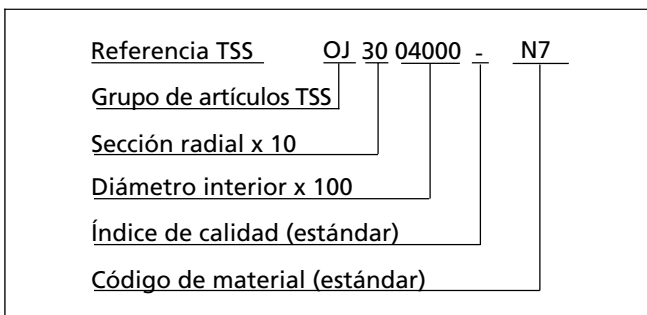 Referencia TSS OJ 30 04000 - N7
Grupo de artículos TSS
Sección radial x 10
Diámetro interior x 100
Índice de calidad (estándar)
Código de material (estándar)